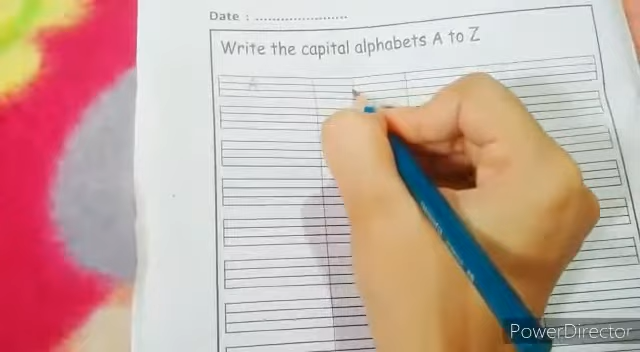 Date : ......................
Write the capital alphabets A to Z
A
PowerDirector